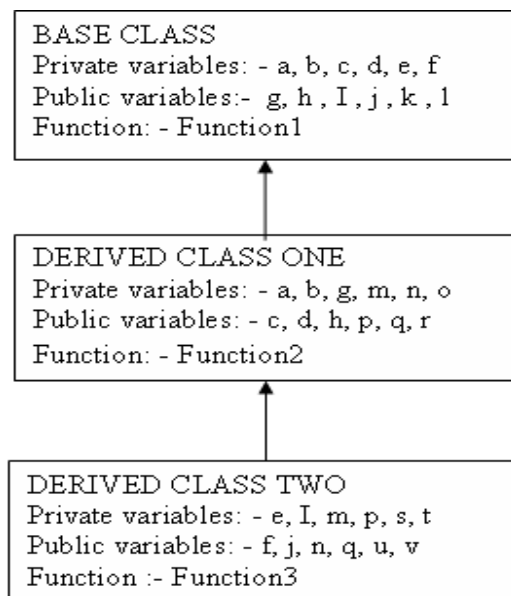 BASE CLASS
Private variables: - a, b, c, d, e, f
Public variables:- g, h , I , j , k , l
Function: - Function1
DERIVED CLASS ONE
Private variables: - a, b, g, m, n, o
Public variables: - c, d, h, p, q, r
Function: - Function2
DERIVED CLASS TWO
Private variables: - e, I, m, p, s, t
Public variables: - f, j, n, q, u, v
Function :- Function3